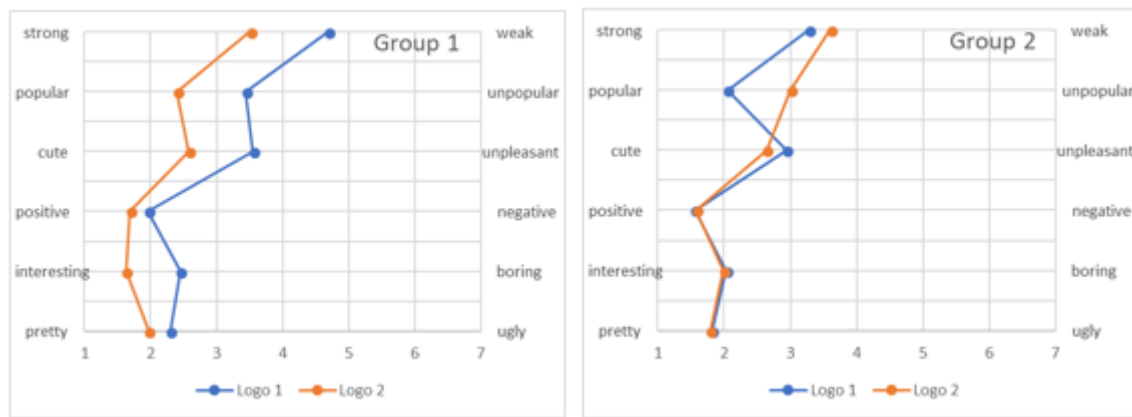 Group 1
strong weak
popular unpopular
cute unpleasant
positive negative
interesting boring
pretty ugly
1 2 3 4 5 6 7
Logo 1 Logo 2
Group 2
strong weak
popular unpopular
cute unpleasant
positive negative
interesting boring
pretty ugly
1 2 3 4 5 6 7
Logo 1 Logo 2